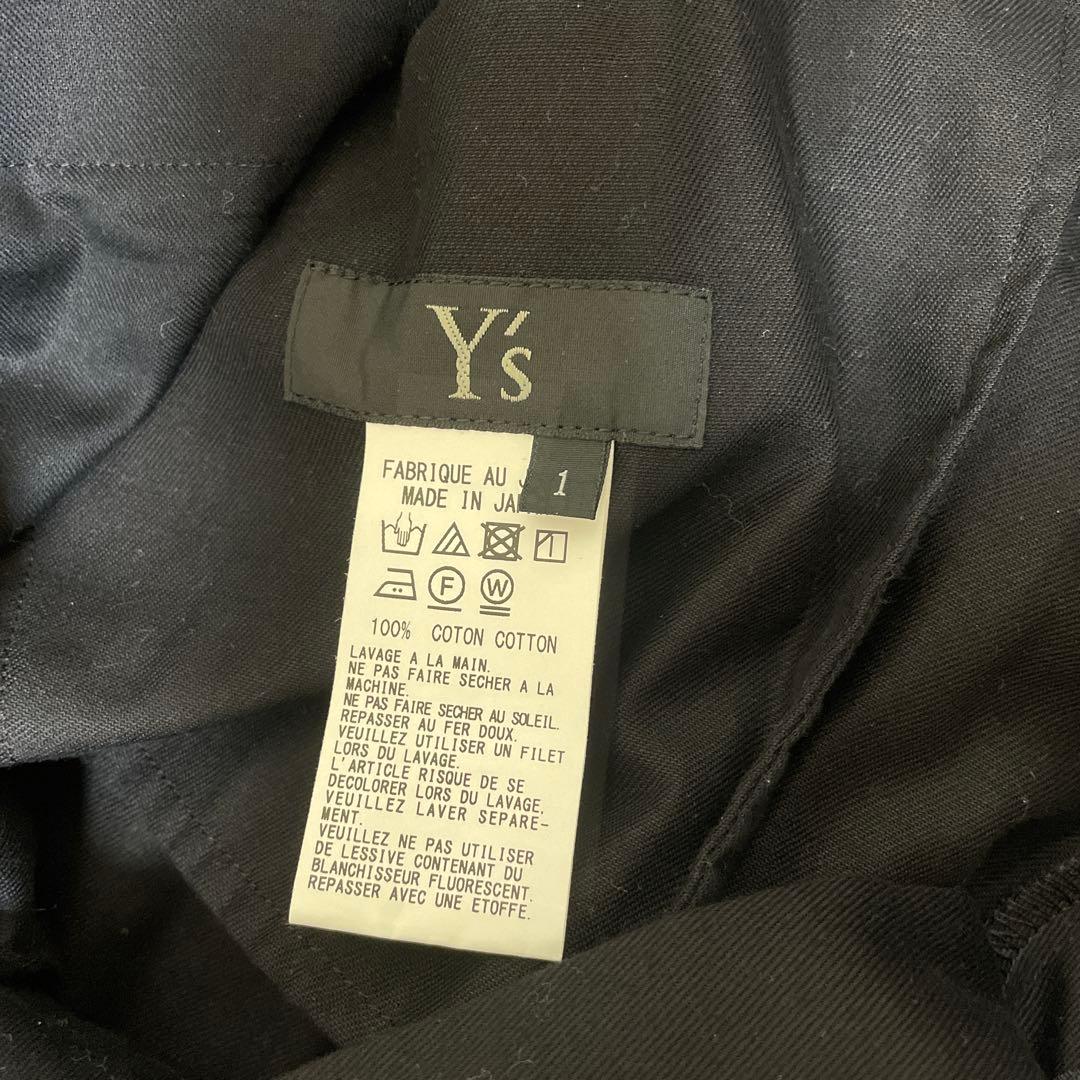 Y's
1
FABRIQUE AU
MADE IN
F W
100% COTON COTTON
LAVAGE A LA MAIN.
NE PAS FAIRE SECHER A LA
MACHINE.
NE PAS FAIRE SECHER AU SOLEIL.
REPASSER AU FER DOUX.
VEUILLEZ UTILISER UN FILET
LORS DU LAVAGE.
L'ARTICLE RISQUE DE SE
DECOLORER LORS DU LAVAGE.
VEUILLEZ LAVER SEPARE-
MENT.
VEUILLEZ NE PAS UTILISER
DE LESSIVE CONTENANT DU
BLANCHISSEUR FLUORESCENT.
REPASSER AVEC UNE ETOFFE.